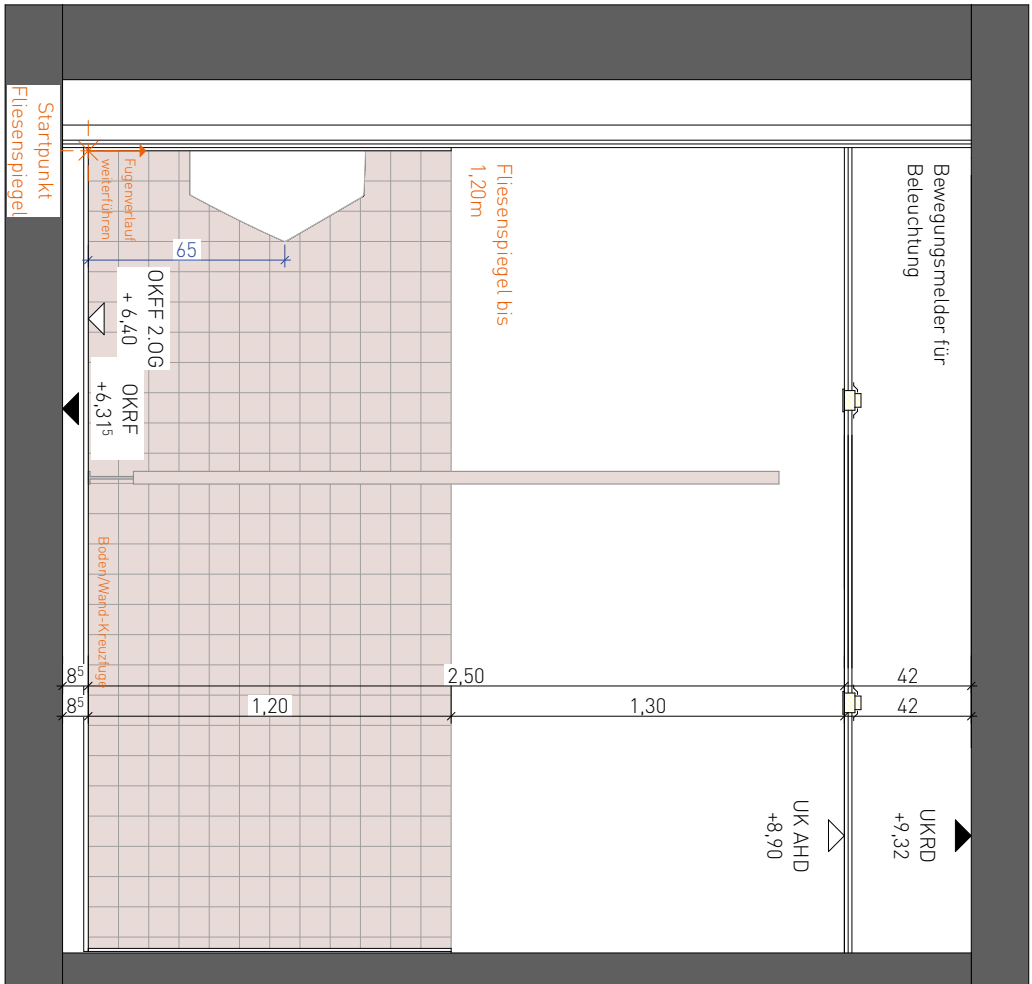 Bewegungsmelder für
Beleuchtung
Fliesenspiegel bis
1,20m
Startpunkt
Fliesenspiegel
Fugenverlauf
weiterführen
65
OKFF 2.OG
+ 6,40
OKRF
+6,31⁵
Boden/Wand-Kreuzfuge
8⁵
2,50
42
8⁵
1,20
1,30
42
UKRD
+9,32
UK AHD
+8,90